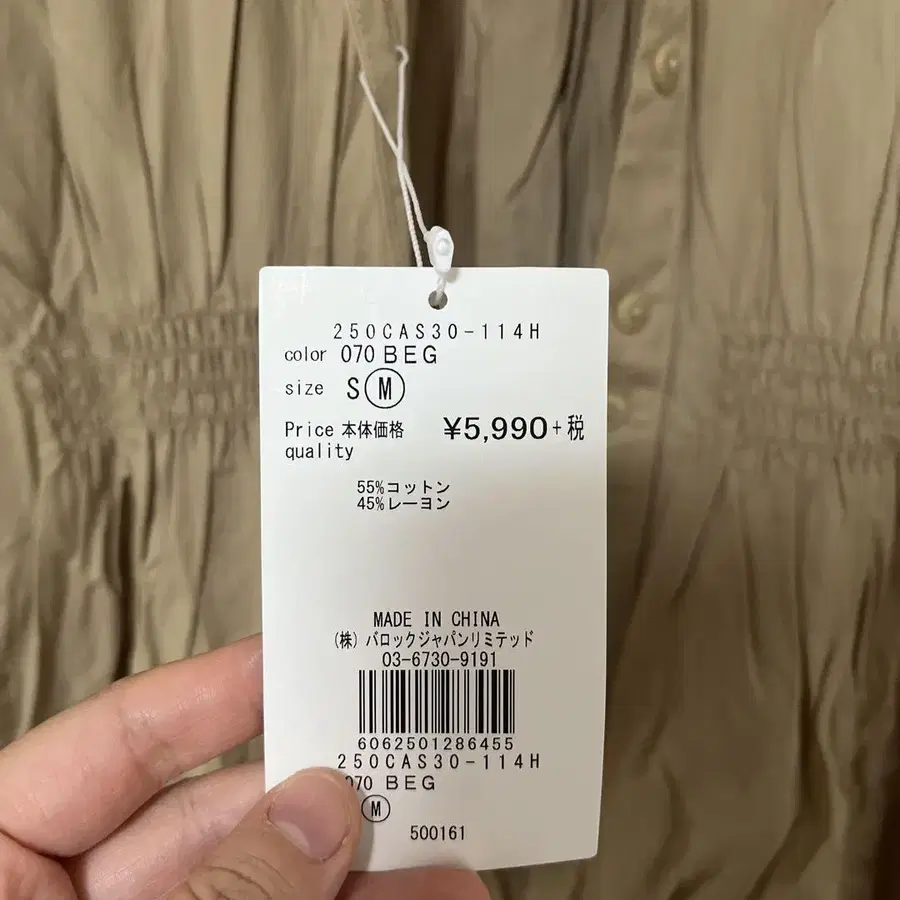 250CAS30-114H
color 070 BEG
size S M
Price 本体価格 ¥5,990+税
quality
55%コットン
45%レーヨン
MADE IN CHINA
(株) バロックジャパンリミテッド
03-6730-9191
6062501286455
250CAS30-114H
070 BEG
M
500161